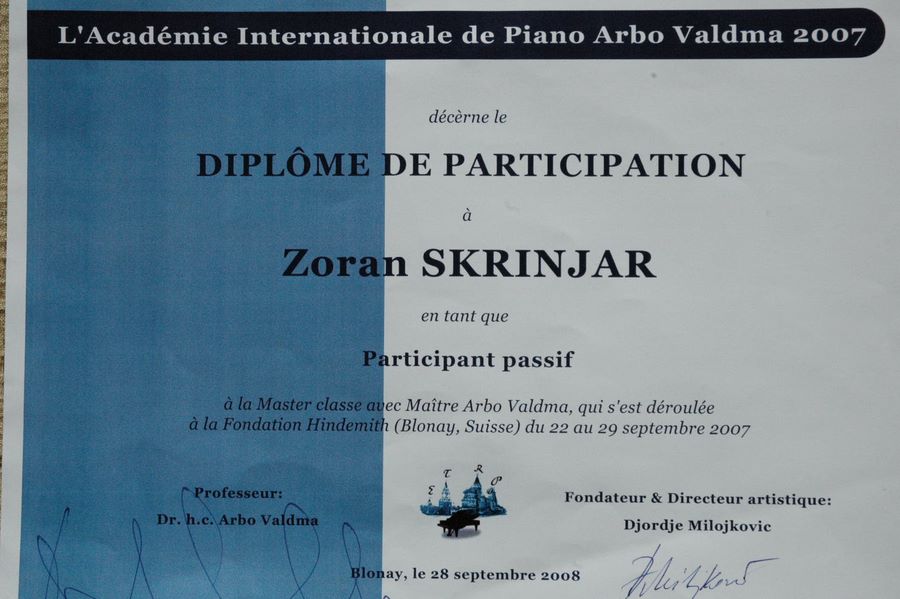 L'Académie Internationale de Piano Arbo Valdma 2007
décèrne le
DIPLÔME DE PARTICIPATION
à
Zoran SKRINJAR
en tant que
Participant passif
à la Master classe avec Maître Arbo Valdma, qui s'est déroulée
à la Fondation Hindemith (Blonay, Suisse) du 22 au 29 septembre 2007
Professeur:
Dr. h.c. Arbo Valdma
ε τ R P
Fondateur & Directeur artistique:
Djordje Milojkovic
Blonay, le 28 septembre 2008